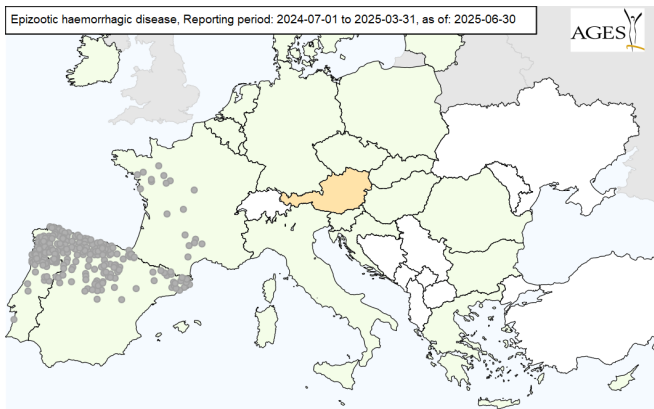 Epizootic haemorrhagic disease, Reporting period: 2024-07-01 to 2025-03-31, as of: 2025-06-30
AGES